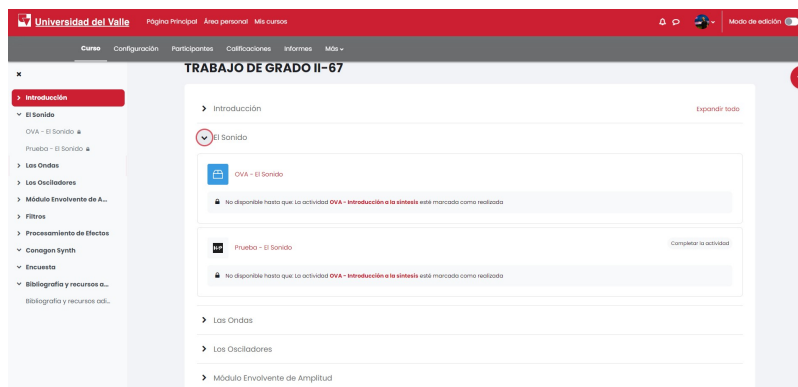 Universidad del Valle Página Principal Área personal Mis cursos Modo de edición
Curso Configuración Participantes Calificaciones Informes Más
TRABAJO DE GRADO II-67
Introducción
El Sonido
OVA - El Sonido
Prueba - El Sonido
Las Ondas
Los Osciladores
Módulo Envolvente de A...
Filtros
Procesamiento de Efectos
Conagon Synth
Encuesta
Bibliografía y recursos a...
Bibliografía y recursos adi...
Introducción Expandir todo
El Sonido
OVA - El Sonido
No disponible hasta que: La actividad OVA - Introducción a la síntesis esté marcada como realizada
H-P Prueba - El Sonido Completar la actividad
No disponible hasta que: La actividad OVA - Introducción a la síntesis esté marcada como realizada
Las Ondas
Los Osciladores
Módulo Envolvente de Amplitud